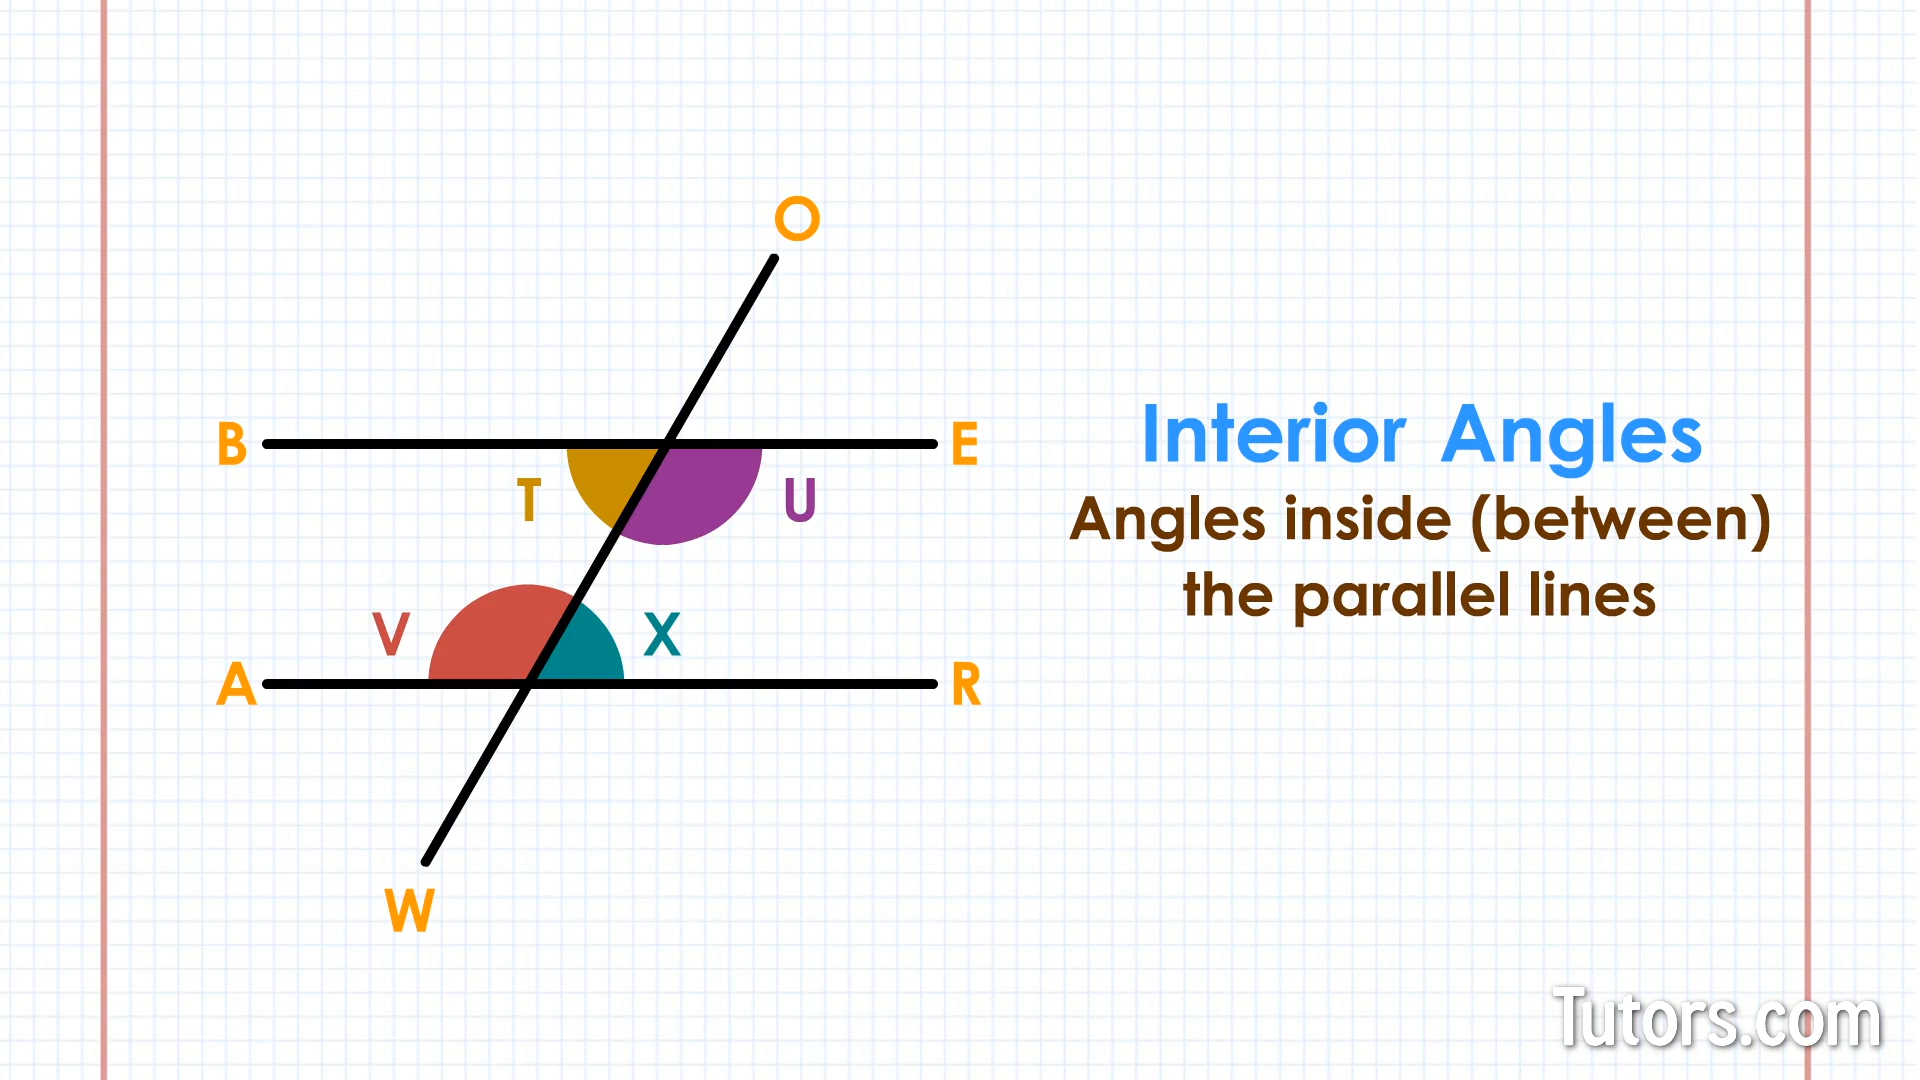 O
B
E
T
U
V
X
A
R
W
Interior Angles
Angles inside (between)
the parallel lines
Tutors.com